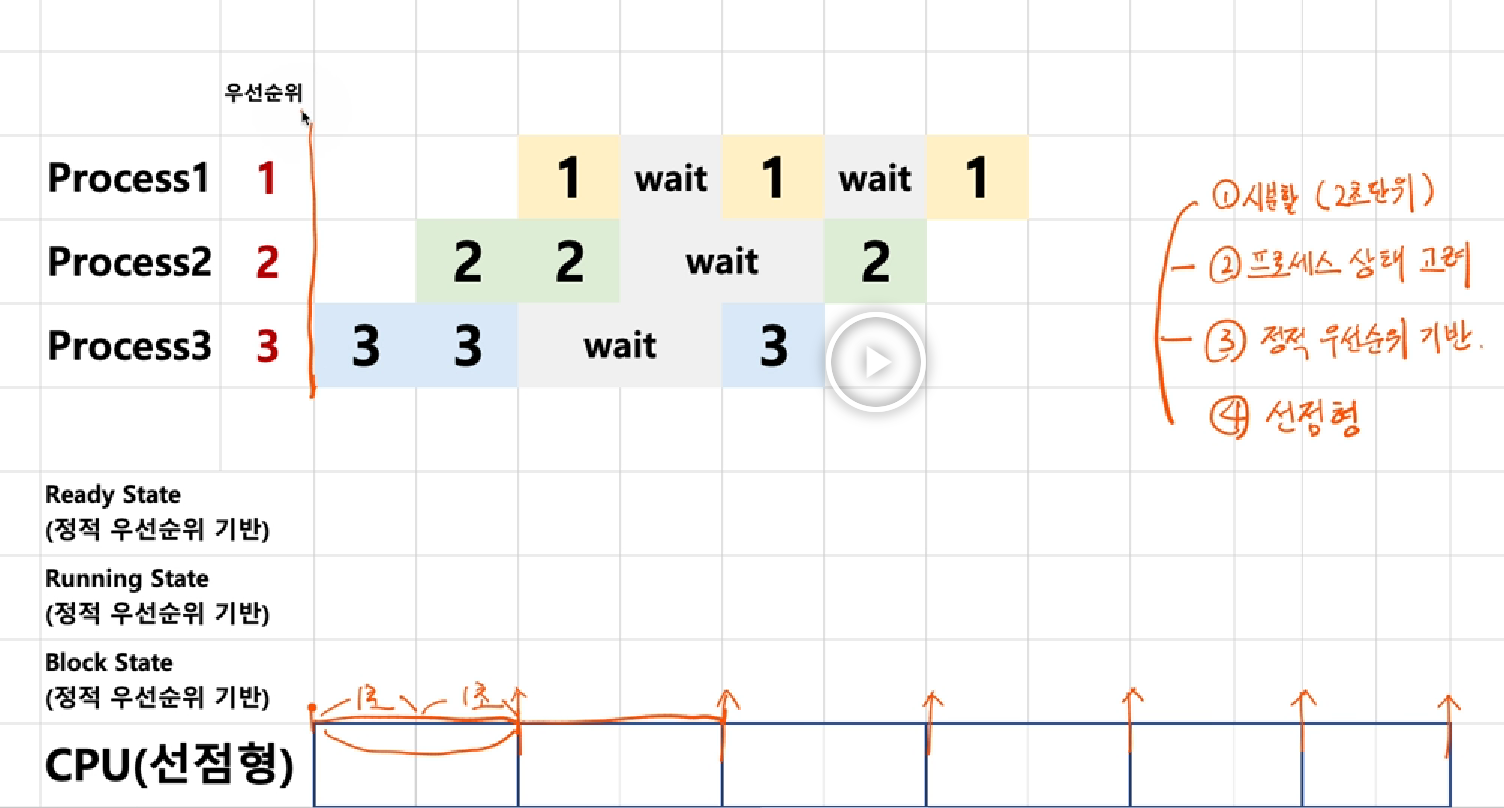 우선순위
Process1 1 1 wait 1 wait 1
Process2 2 2 2 wait 2
Process3 3 3 3 wait 3
① 시분할 (2초단위)
② 프로세스 상태 고려
③ 정적 우선순위 기반.
④ 선점형
Ready State
(정적 우선순위 기반)
Running State
(정적 우선순위 기반)
Block State
(정적 우선순위 기반)
1초 1초
CPU(선점형)